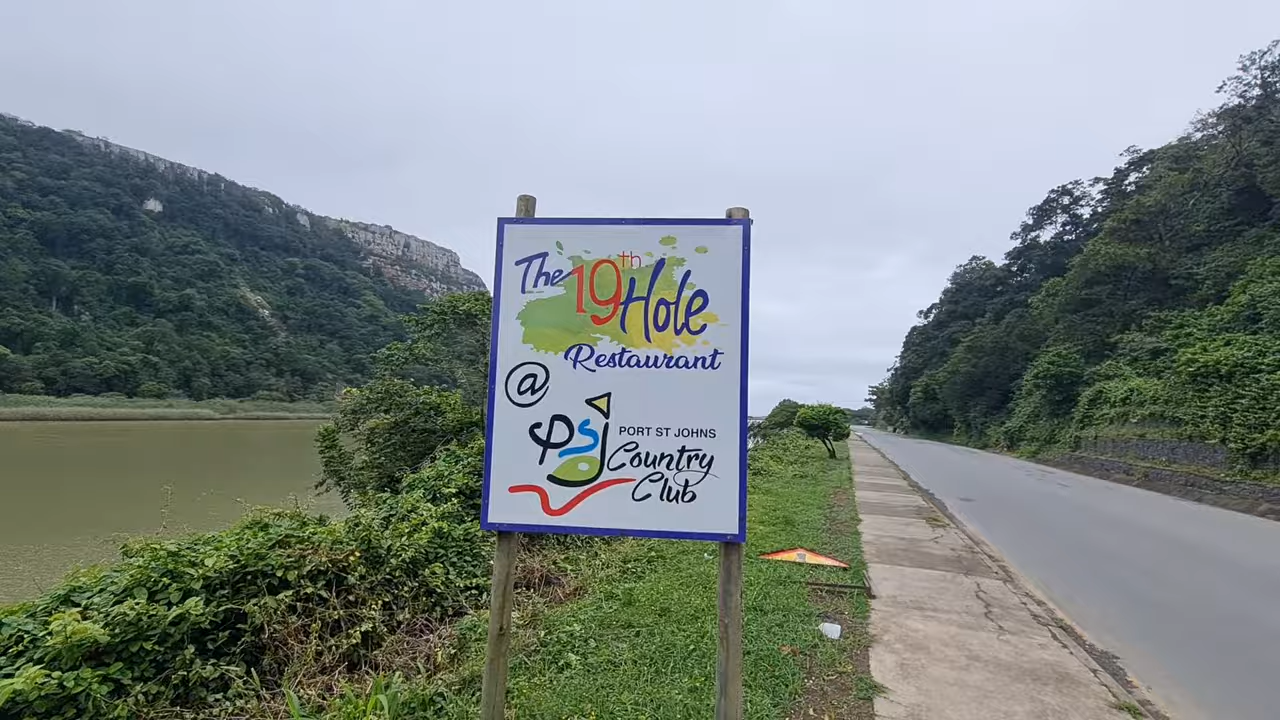 The 19th Hole
Restaurant
@
psj
PORT ST JOHNS
Country
Club